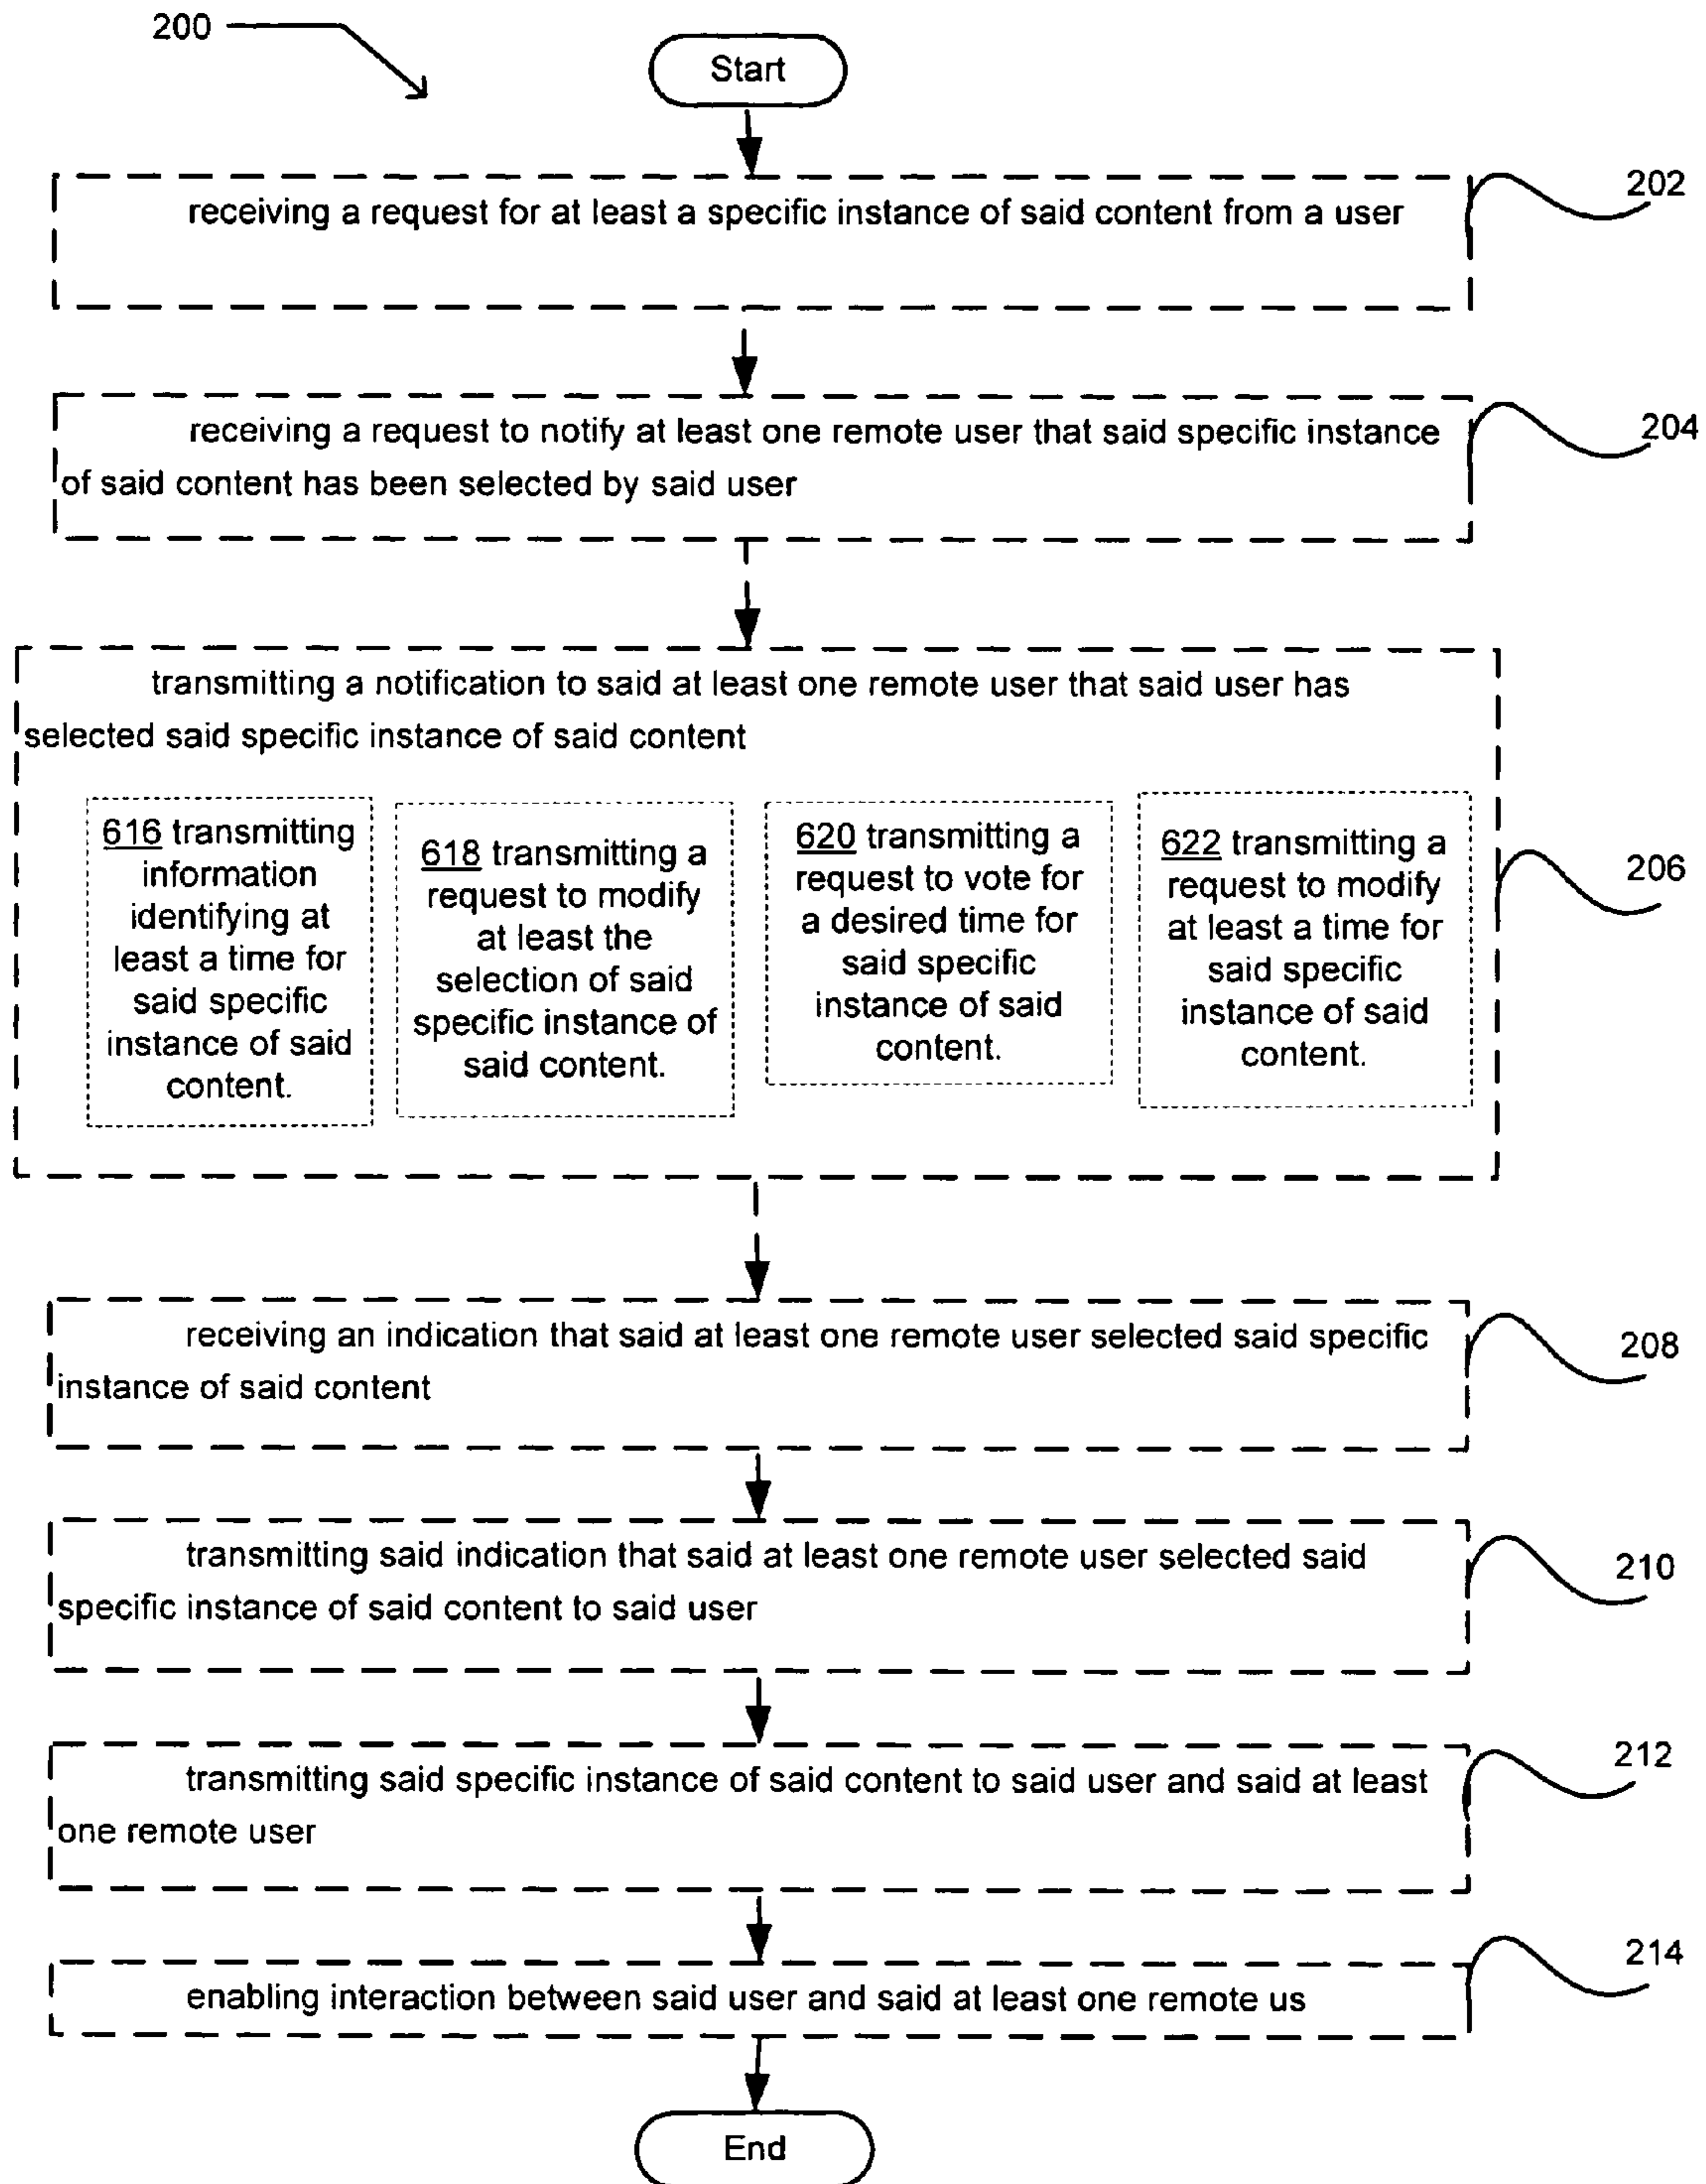 200
Start
receiving a request for at least a specific instance of said content from a user
202
receiving a request to notify at least one remote user that said specific instance
of said content has been selected by said user
204
transmitting a notification to said at least one remote user that said user has
selected said specific instance of said content
616 transmitting
information
identifying at
least a time for
said specific
instance of said
content.
618 transmitting a
request to modify
at least the
selection of said
specific instance of
said content.
620 transmitting a
request to vote for
a desired time for
said specific
instance of said
content.
622 transmitting a
request to modify
at least a time for
said specific
instance of said
content.
206
receiving an indication that said at least one remote user selected said specific
instance of said content
208
transmitting said indication that said at least one remote user selected said
specific instance of said content to said user
210
transmitting said specific instance of said content to said user and said at least
one remote user
212
enabling interaction between said user and said at least one remote us
214
End